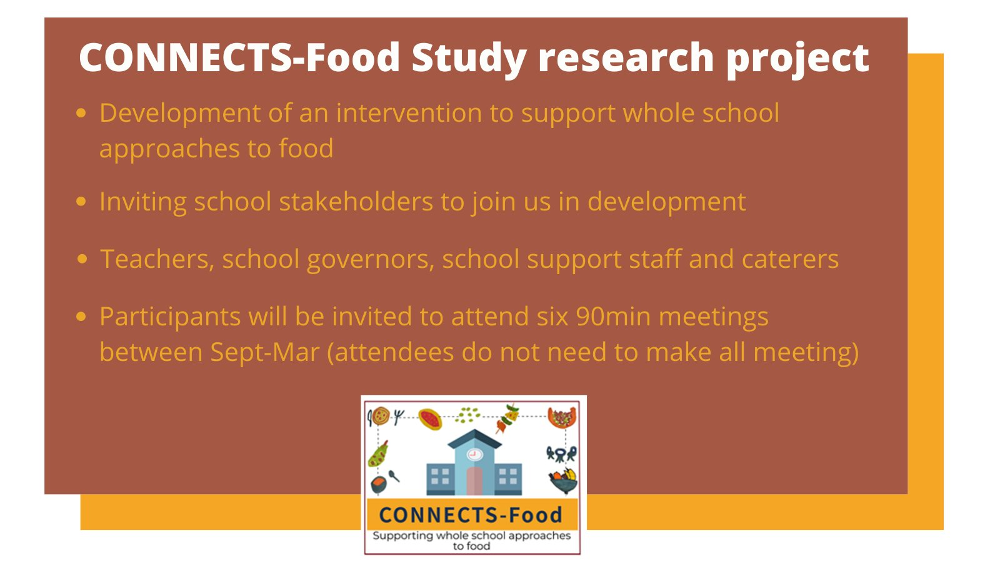 CONNECTS-Food Study research project
• Development of an intervention to support whole school
approaches to food
• Inviting school stakeholders to join us in development
• Teachers, school governors, school support staff and caterers
• Participants will be invited to attend six 90min meetings
between Sept-Mar (attendees do not need to make all meeting)
CONNECTS-Food
Supporting whole school approaches
to food